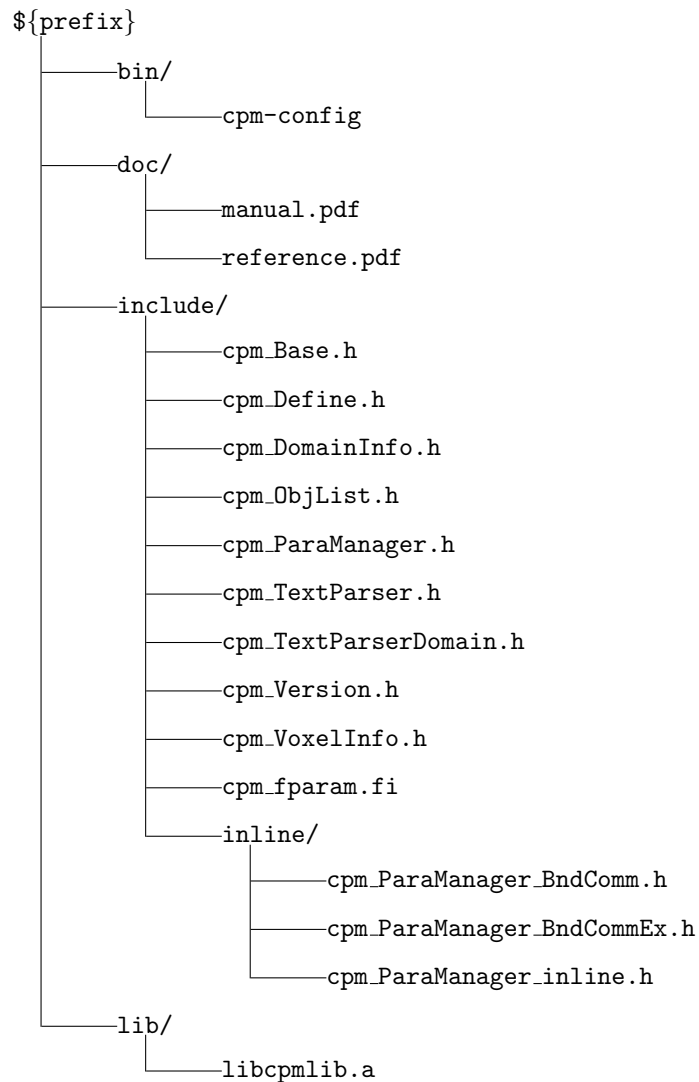 ${prefix}
bin/
cpm-config
doc/
manual.pdf
reference.pdf
include/
cpm_Base.h
cpm_Define.h
cpm_DomainInfo.h
cpm_ObjList.h
cpm_ParaManager.h
cpm_TextParser.h
cpm_TextParserDomain.h
cpm_Version.h
cpm_VoxelInfo.h
cpm_fparam.fi
inline/
cpm_ParaManager_BndComm.h
cpm_ParaManager_BndCommEx.h
cpm_ParaManager_inline.h
lib/
libcpmlib.a